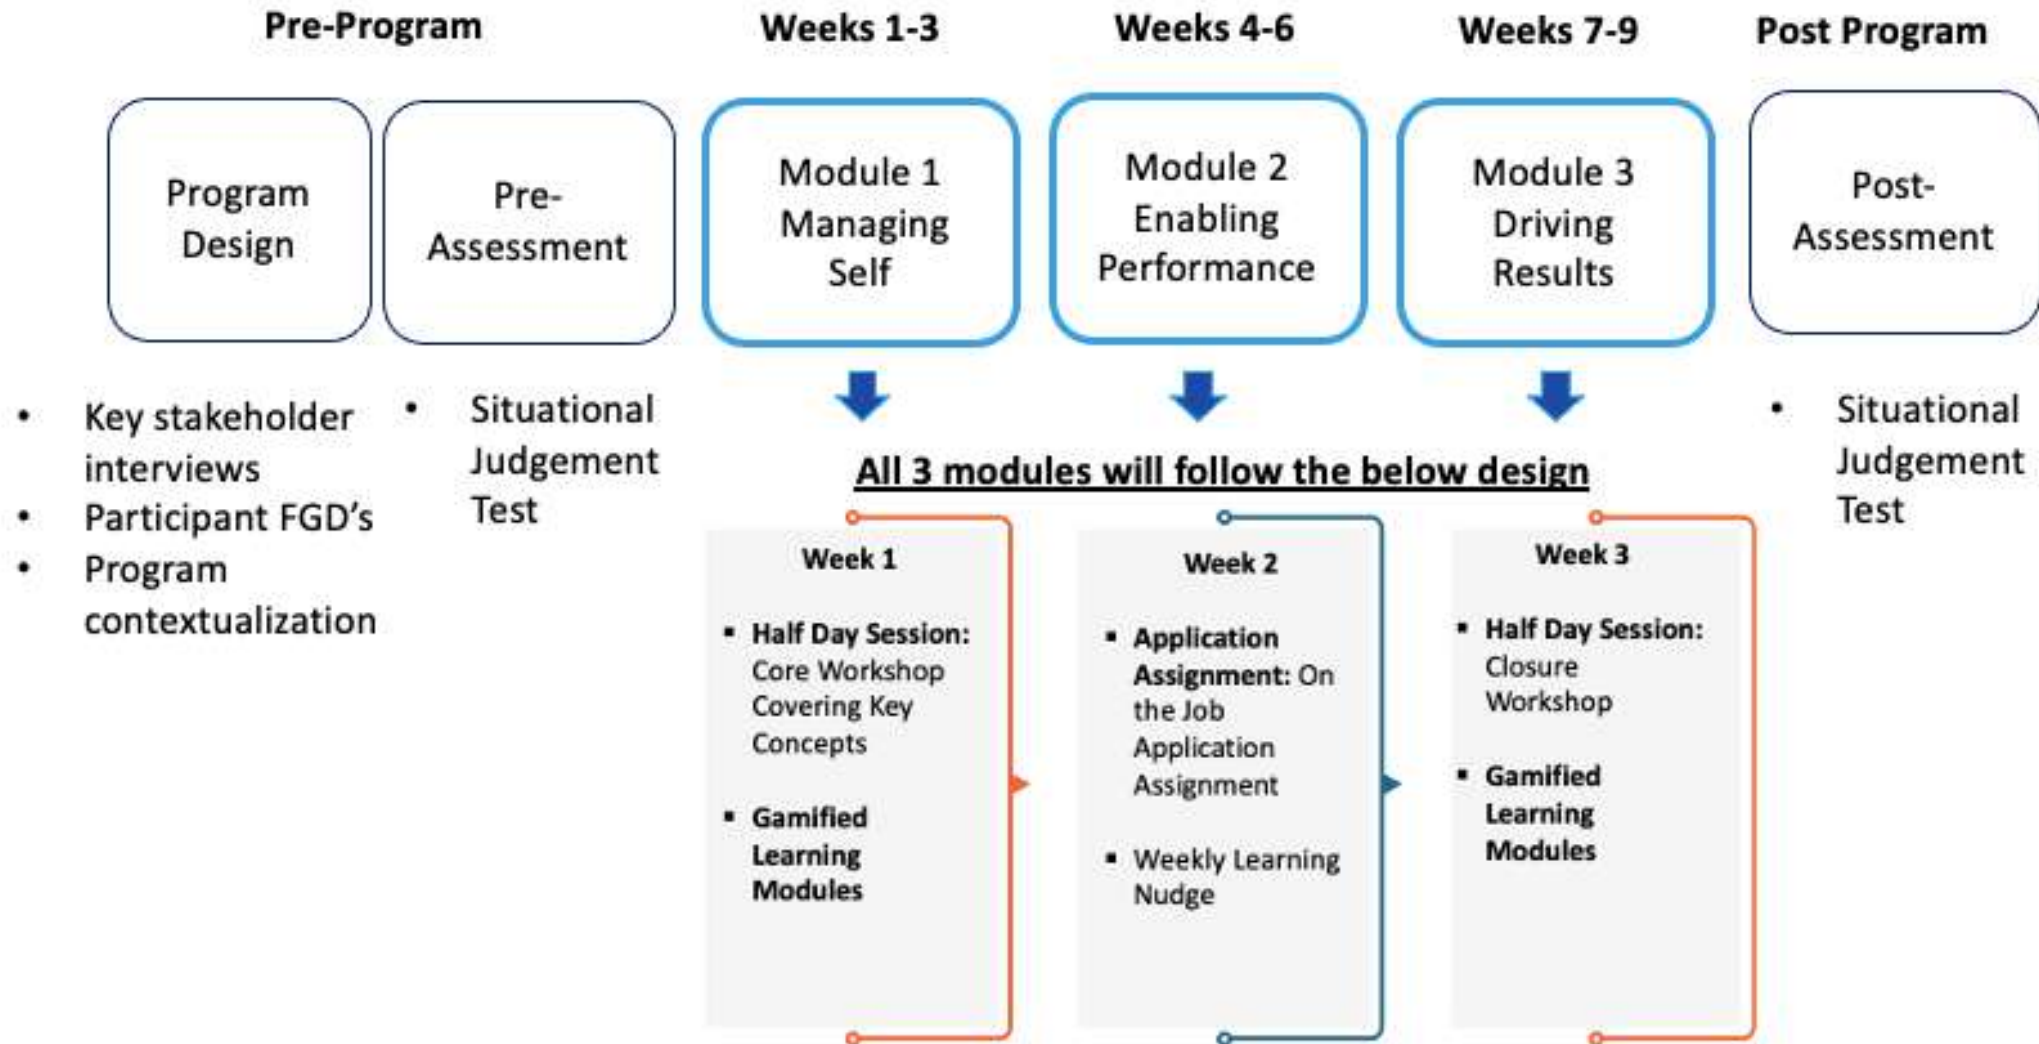 Pre-Program
Weeks 1-3
Weeks 4-6
Weeks 7-9
Post Program
Program
Design
Pre-
Assessment
Module 1
Managing
Self
Module 2
Enabling
Performance
Module 3
Driving
Results
Post-
Assessment
• Key stakeholder
interviews
• Participant FGD's
• Program
contextualization
• Situational
Judgement
Test
All 3 modules will follow the below design
• Situational
Judgement
Test
Week 1
▪ Half Day Session:
Core Workshop
Covering Key
Concepts
▪ Gamified
Learning
Modules
Week 2
▪ Application
Assignment: On
the Job
Application
Assignment
▪ Weekly Learning
Nudge
Week 3
▪ Half Day Session:
Closure
Workshop
▪ Gamified
Learning
Modules